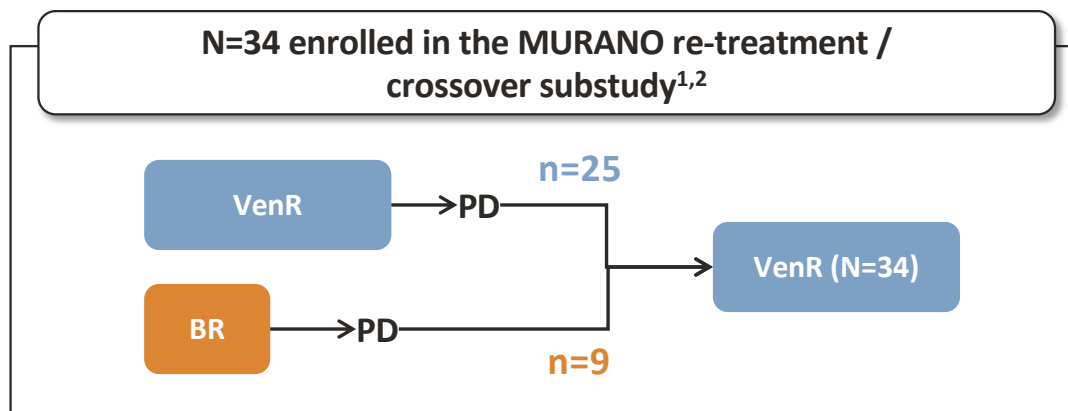 N=34 enrolled in the MURANO re-treatment /
crossover substudy1,2
n=25
VenR
PD
VenR (N=34)
BR
PD
n=9